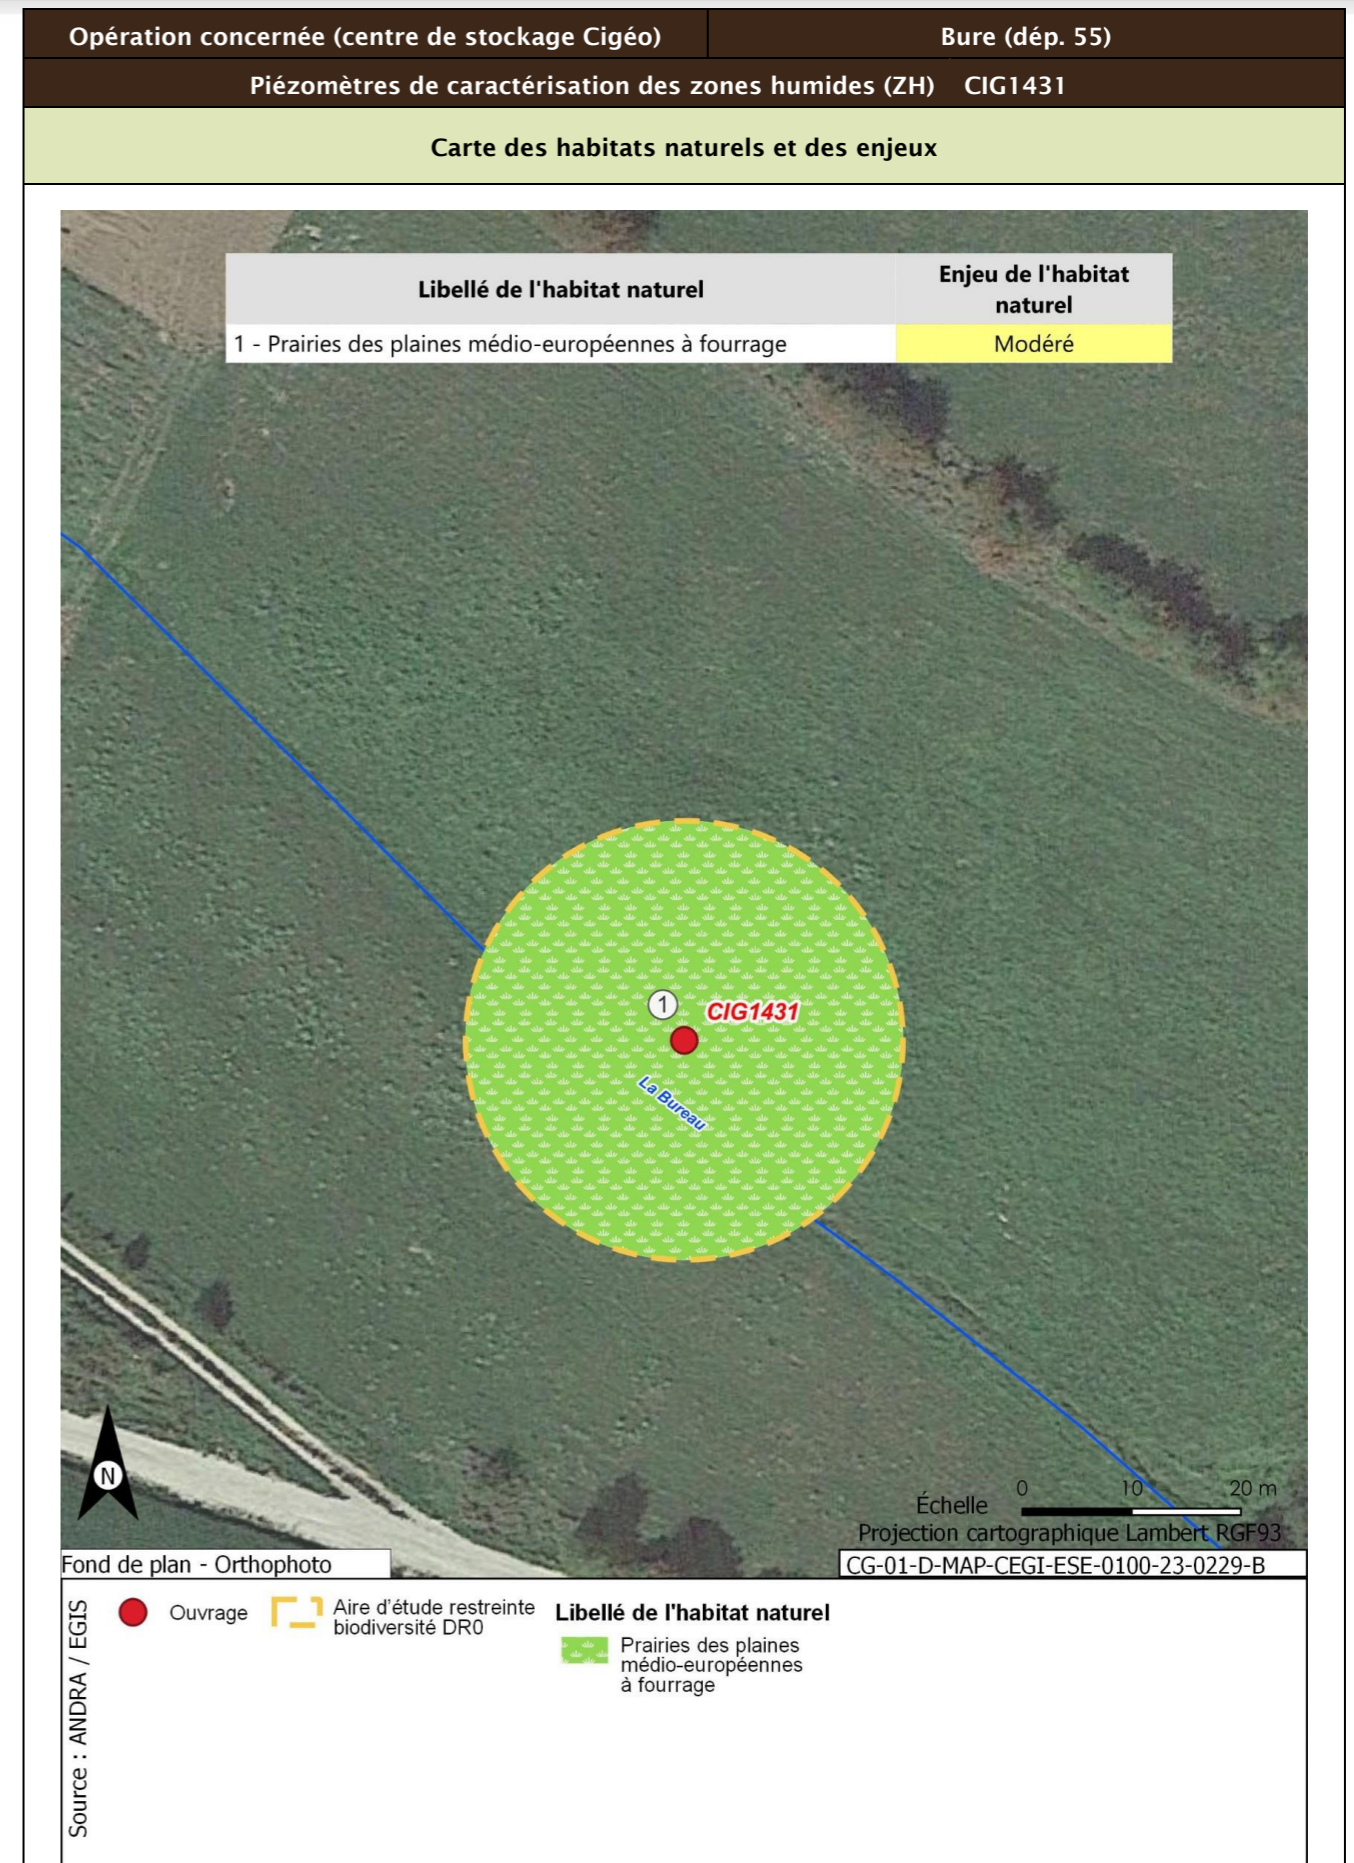 Opération concernée (centre de stockage Cigéo) Bure (dép. 55)
Piézomètres de caractérisation des zones humides (ZH) CIG1431
Carte des habitats naturels et des enjeux
Libellé de l'habitat naturel
Enjeu de l'habitat
naturel
1 - Prairies des plaines médio-européennes à fourrage Modéré
1
CIG1431
La Bureau
N
0 10 20 m
Échelle
Projection cartographique Lambert RGF93
Fond de plan - Orthophoto
CG-01-D-MAP-CEGI-ESE-0100-23-0229-B
Source : ANDRA / EGIS
Ouvrage
Aire d'étude restreinte
biodiversité DR0
Libellé de l'habitat naturel
Prairies des plaines
médio-européennes
à fourrage